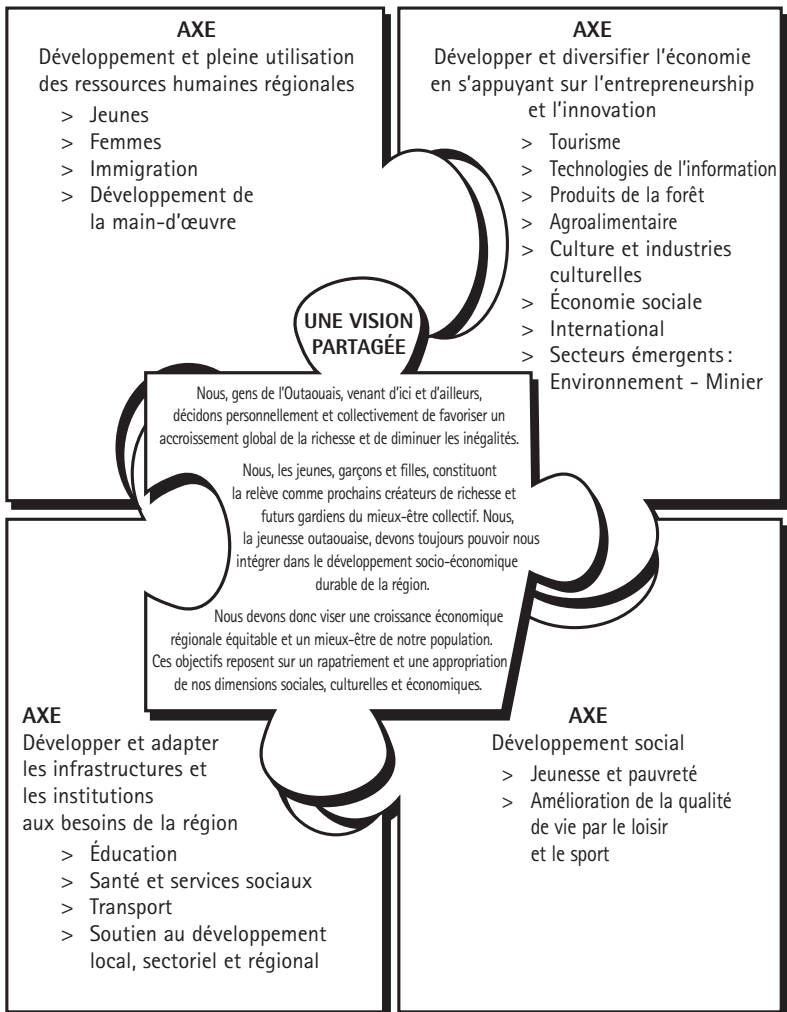 AXE
Développement et pleine utilisation
des ressources humaines régionales
> Jeunes
> Femmes
> Immigration
> Développement de
la main-d'œuvre
AXE
Développer et diversifier l'économie
en s'appuyant sur l'entrepreneurship
et l'innovation
> Tourisme
> Technologies de l'information
> Produits de la forêt
> Agroalimentaire
> Culture et industries
culturelles
> Économie sociale
> International
> Secteurs émergents :
Environnement - Minier
UNE VISION
PARTAGÉE
Nous, gens de l'Outaouais, venant d'ici et d'ailleurs,
décidons personnellement et collectivement de favoriser un
accroissement global de la richesse et de diminuer les inégalités.
Nous, les jeunes, garçons et filles, constituont
la relève comme prochains créateurs de richesse et
futurs gardiens du mieux-être collectif. Nous,
la jeunesse outaouaise, devons toujours pouvoir nous
intégrer dans le développement socio-économique
durable de la région.
Nous devons donc viser une croissance économique
régionale équitable et un mieux-être de notre population.
Ces objectifs reposent sur un rapatriement et une appropriation
de nos dimensions sociales, culturelles et économiques.
AXE
Développer et adapter
les infrastructures et
les institutions
aux besoins de la région
> Éducation
> Santé et services sociaux
> Transport
> Soutien au développement
local, sectoriel et régional
AXE
Développement social
> Jeunesse et pauvreté
> Amélioration de la qualité
de vie par le loisir
et le sport